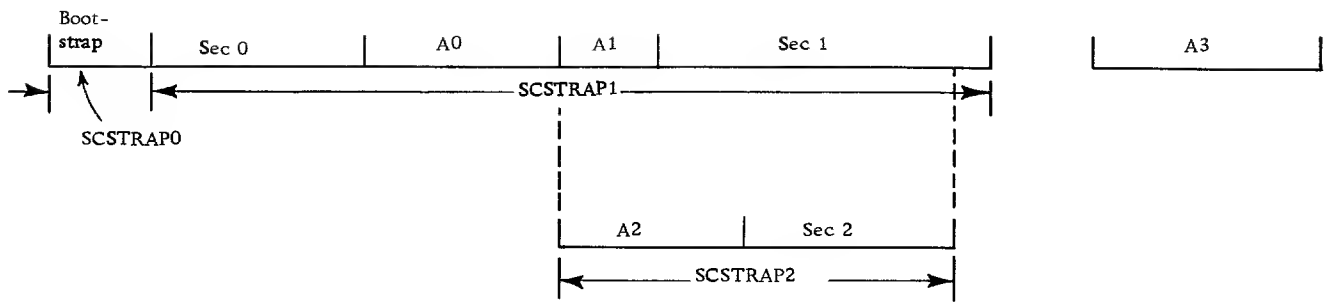 Boot-
strap
Sec 0
A0
A1
Sec 1
A3
SCSTRAP1
SCSTRAP0
A2
Sec 2
SCSTRAP2